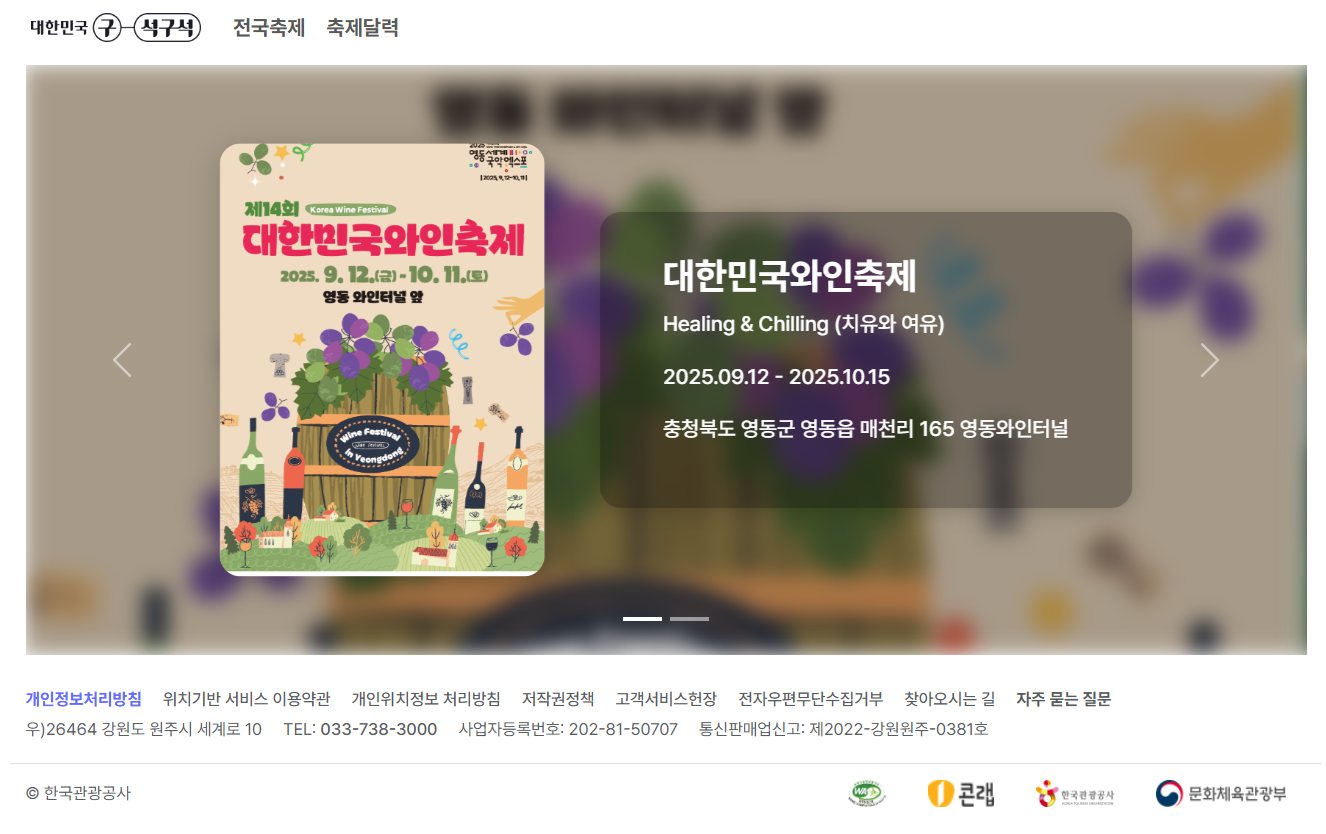 대한민국 구석구석 전국축제 축제달력
영동 와인터널 앞
2025
영동세계
국악엑스포
[2025.9.12-10.11]
제14회 Korea Wine Festival
대한민국와인축제
2025. 9. 12.(금) - 10. 11.(토)
영동 와인터널 앞
Wine Festival
WINE FESTIVAL
in Yeongdong
대한민국와인축제
Healing & Chilling (치유와 여유)
2025.09.12 - 2025.10.15
충청북도 영동군 영동읍 매천리 165 영동와인터널
개인정보처리방침 위치기반 서비스 이용약관 개인위치정보 처리방침 저작권정책 고객서비스헌장 전자우편무단수집거부 찾아오시는 길 자주 묻는 질문
우)26464 강원도 원주시 세계로 10 TEL: 033-738-3000 사업자등록번호: 202-81-50707 통신판매업신고: 제2022-강원원주-0381호
© 한국관광공사 WA 콘랩 한국관광공사 문화체육관광부